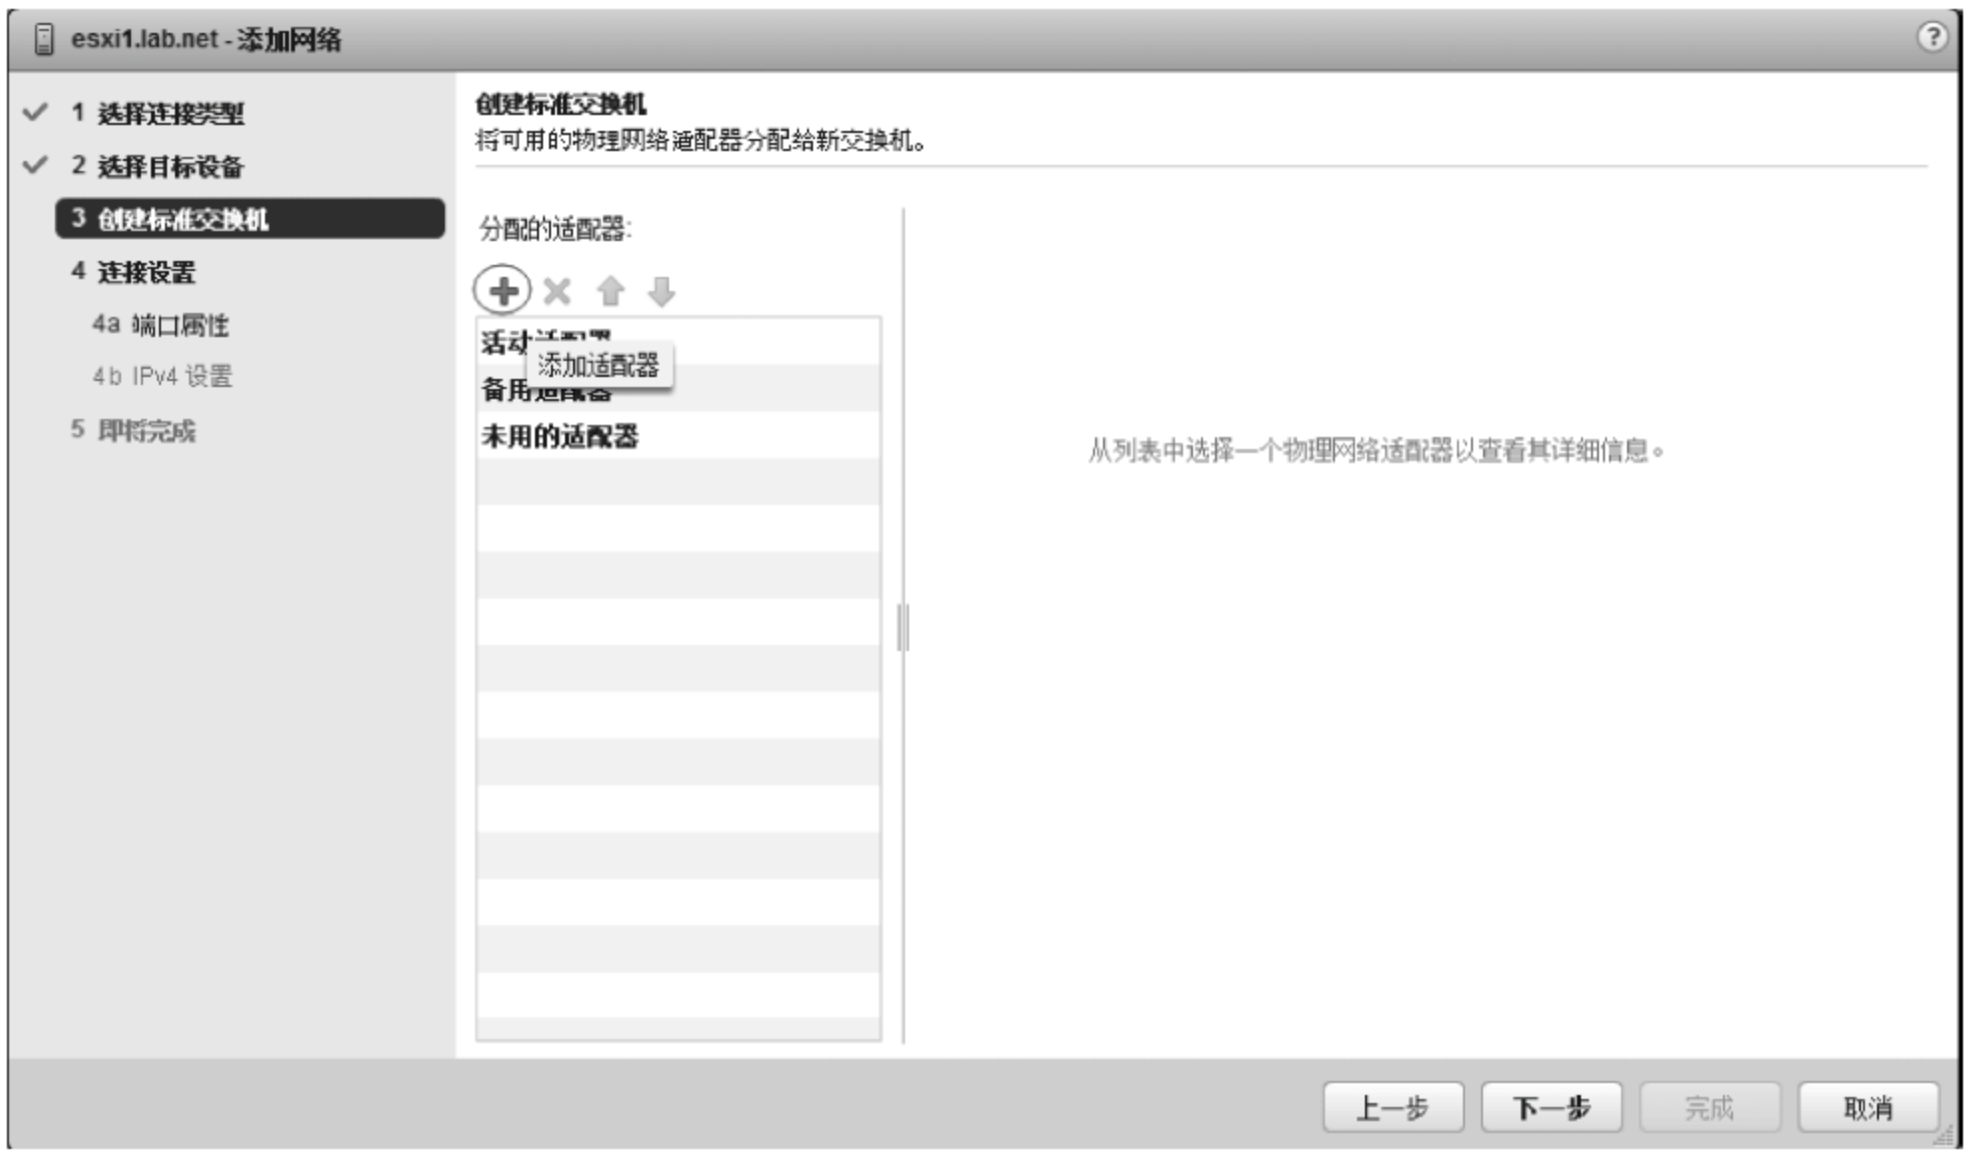 esxi1.lab.net - 添加网络
?
1 选择连接类型
2 选择目标设备
3 创建标准交换机
4 连接设置
4a 端口属性
4b IPv4 设置
5 即将完成
创建标准交换机
将可用的物理网络适配器分配给新交换机。
分配的适配器:
活动适配器
添加适配器
备用适配器
未用的适配器
从列表中选择一个物理网络适配器以查看其详细信息。
上一步
下一步
完成
取消